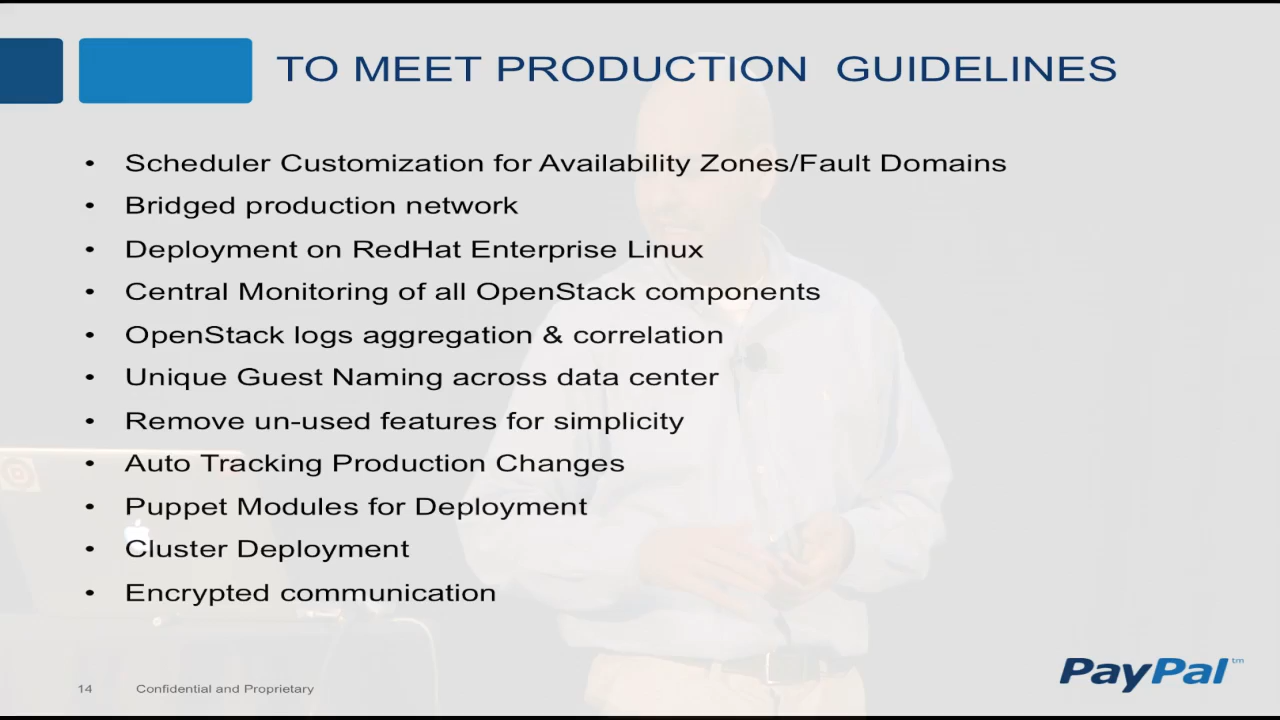 TO MEET PRODUCTION GUIDELINES
• Scheduler Customization for Availability Zones/Fault Domains
• Bridged production network
• Deployment on RedHat Enterprise Linux
• Central Monitoring of all OpenStack components
• OpenStack logs aggregation & correlation
• Unique Guest Naming across data center
• Remove un-used features for simplicity
• Auto Tracking Production Changes
• Puppet Modules for Deployment
• Cluster Deployment
• Encrypted communication
14 Confidential and Proprietary
PayPal™